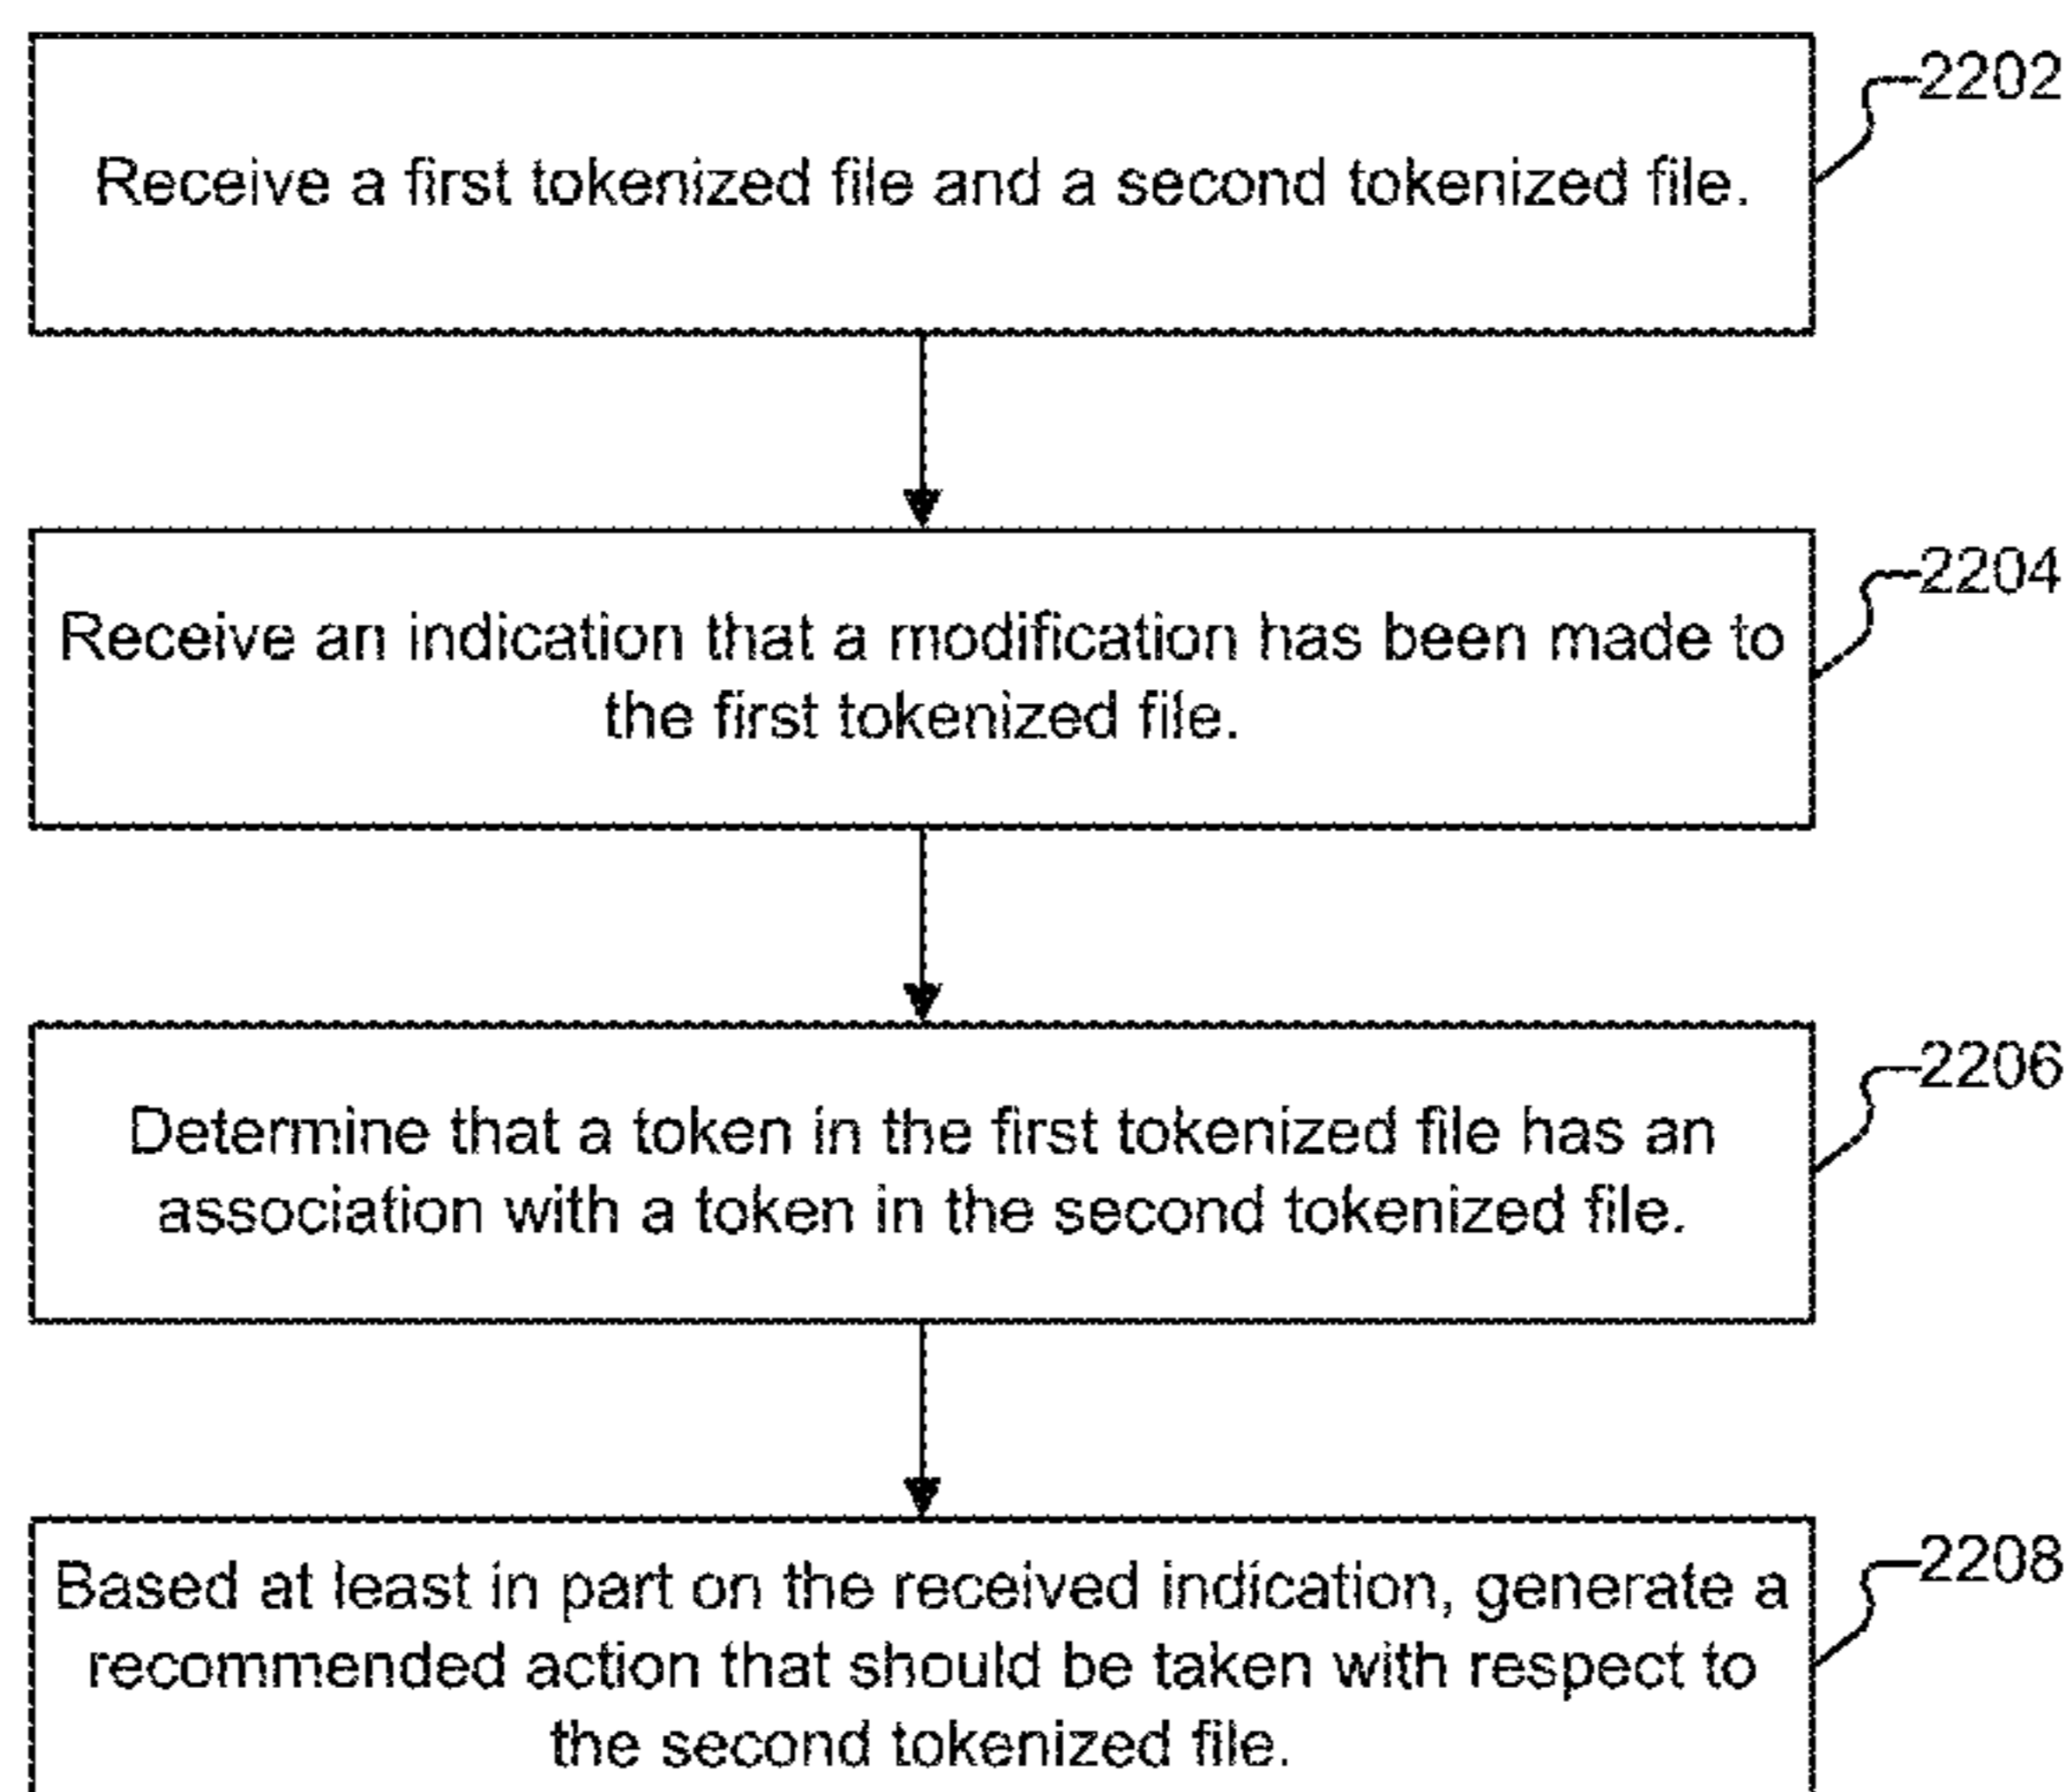 2202
Receive a first tokenized file and a second tokenized file.
2204
Receive an indication that a modification has been made to
the first tokenized file.
2206
Determine that a token in the first tokenized file has an
association with a token in the second tokenized file.
2208
Based at least in part on the received indication, generate a
recommended action that should be taken with respect to
the second tokenized file.